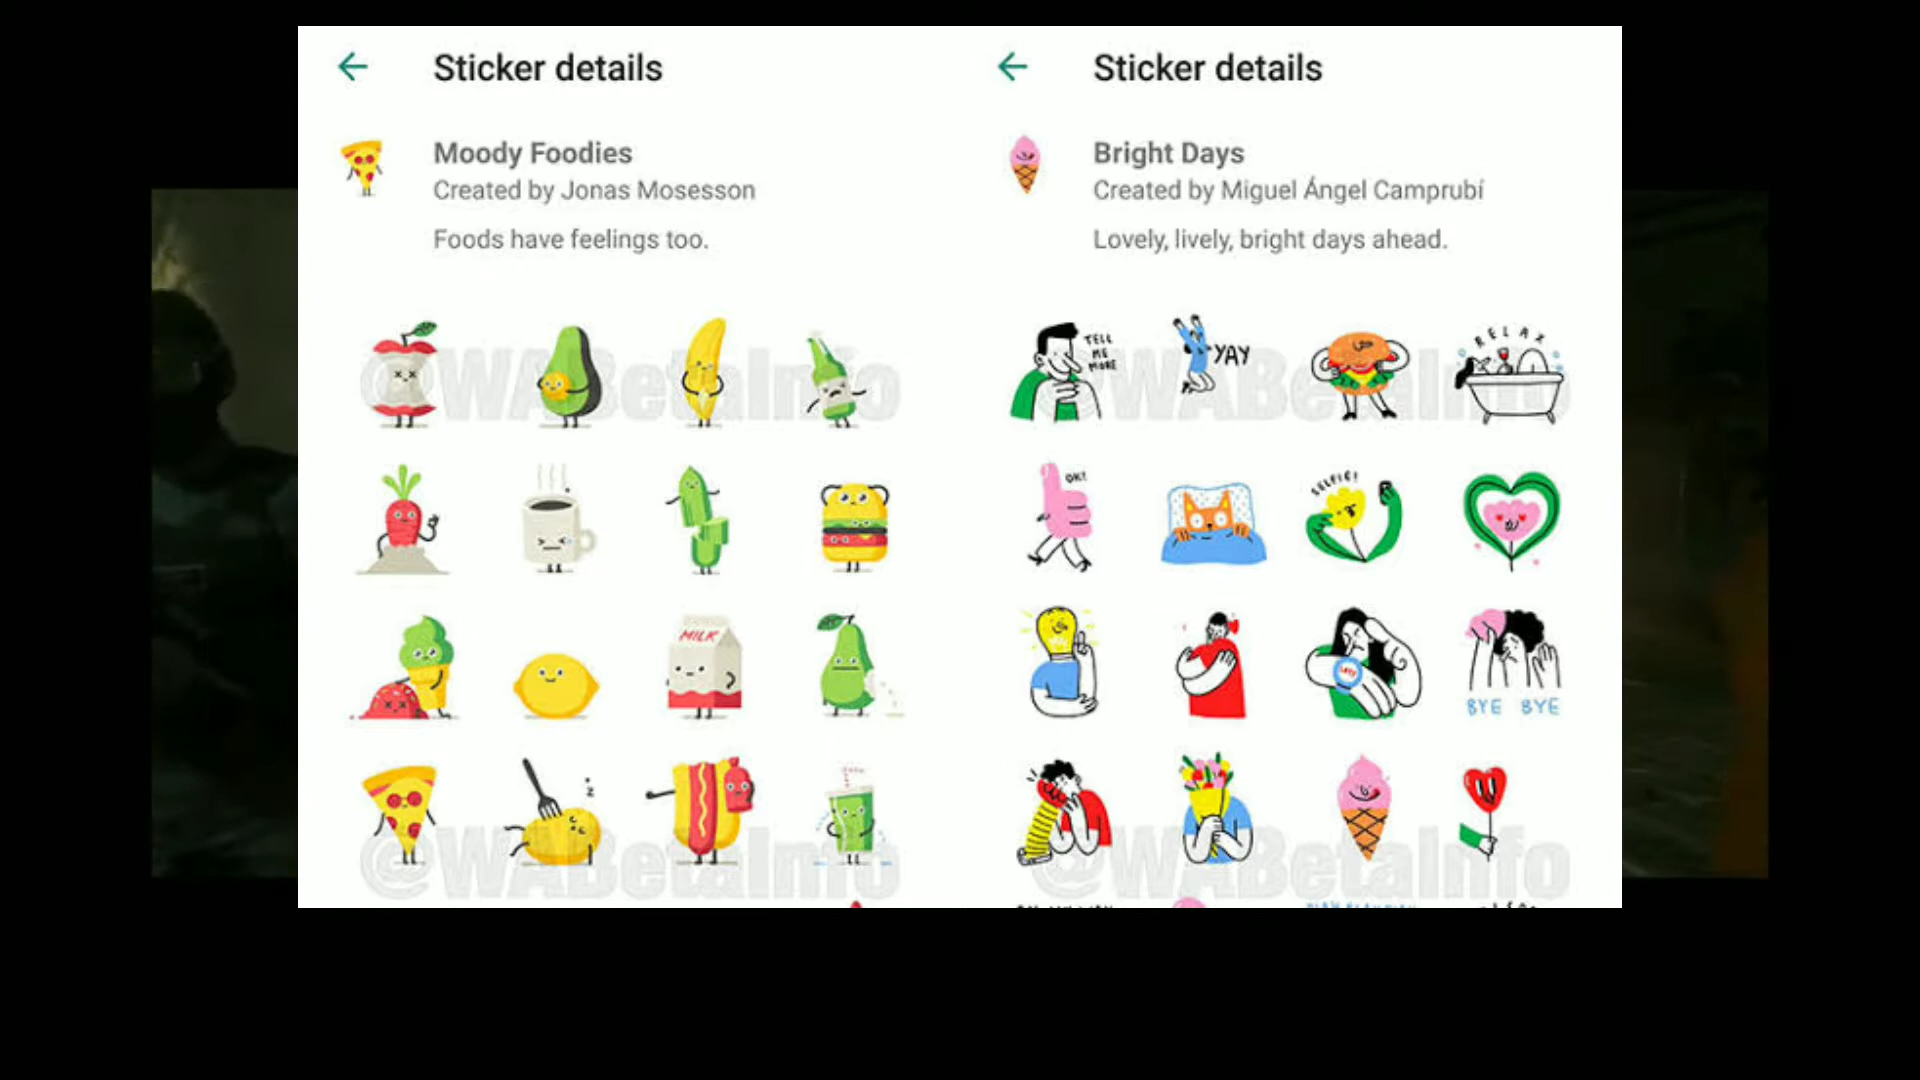 Sticker details
Moody Foodies
Created by Jonas Mosesson
Foods have feelings too.
@WABetaInfo
MILK
@WABetaInfo
Sticker details
Bright Days
Created by Miguel Ángel Camprubí
Lovely, lively, bright days ahead.
TELL
ME
MORE
YAY
RELAX
@WABetaInfo
OK!
SELFIE!
BYE BYE
@WABetaInfo